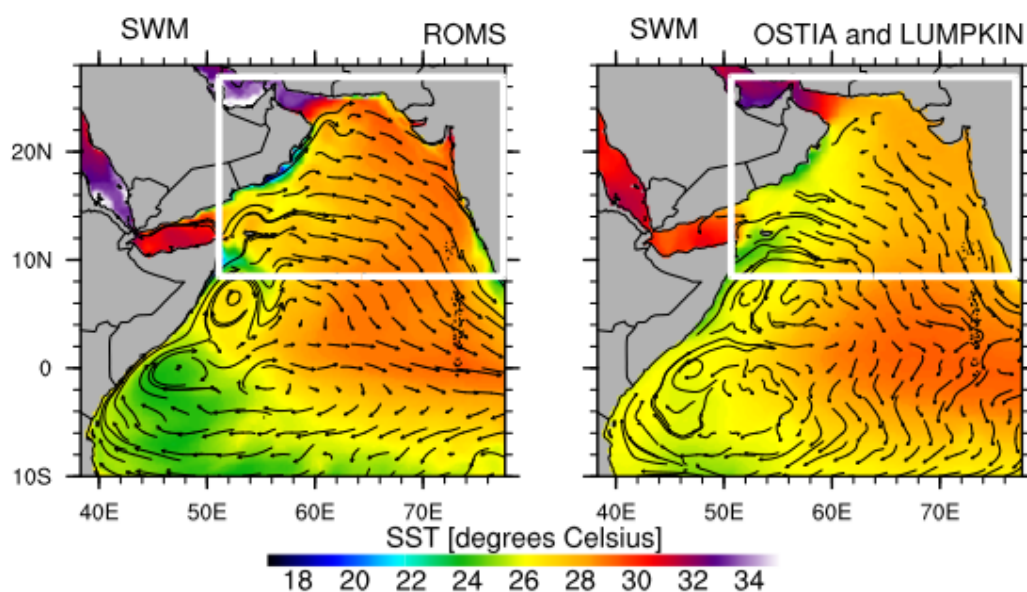 SWM ROMS SWM OSTIA and LUMPKIN
20N
10N
0
10S
40E 50E 60E 70E 40E 50E 60E 70E
SST [degrees Celsius]
18 20 22 24 26 28 30 32 34